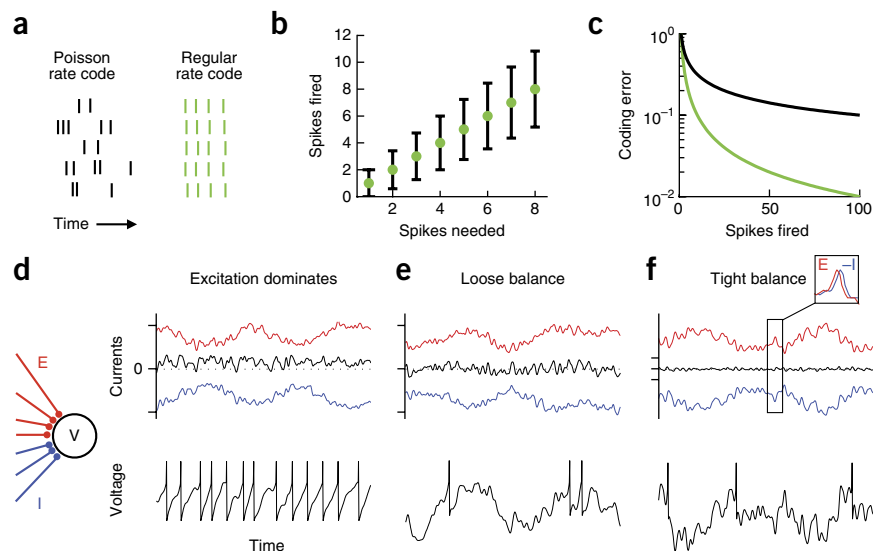 a
Poisson
rate code
Regular
rate code
Time
b
Spikes fired
12
10
8
6
4
2
0
2
4
6
8
Spikes needed
c
Coding error
10⁰
10⁻¹
10⁻²
0
50
100
Spikes fired
d
Excitation dominates
E
I
V
Currents
0
Voltage
Time
e
Loose balance
f
Tight balance
E –I